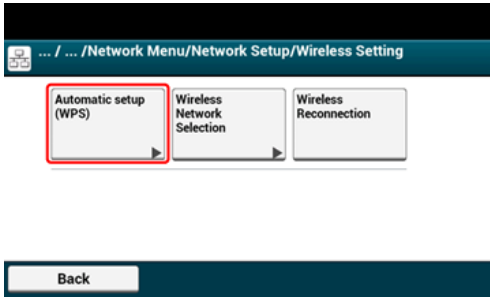 ... / ... /Network Menu/Network Setup/Wireless Setting
Automatic setup
(WPS)
Wireless
Network
Selection
Wireless
Reconnection
Back